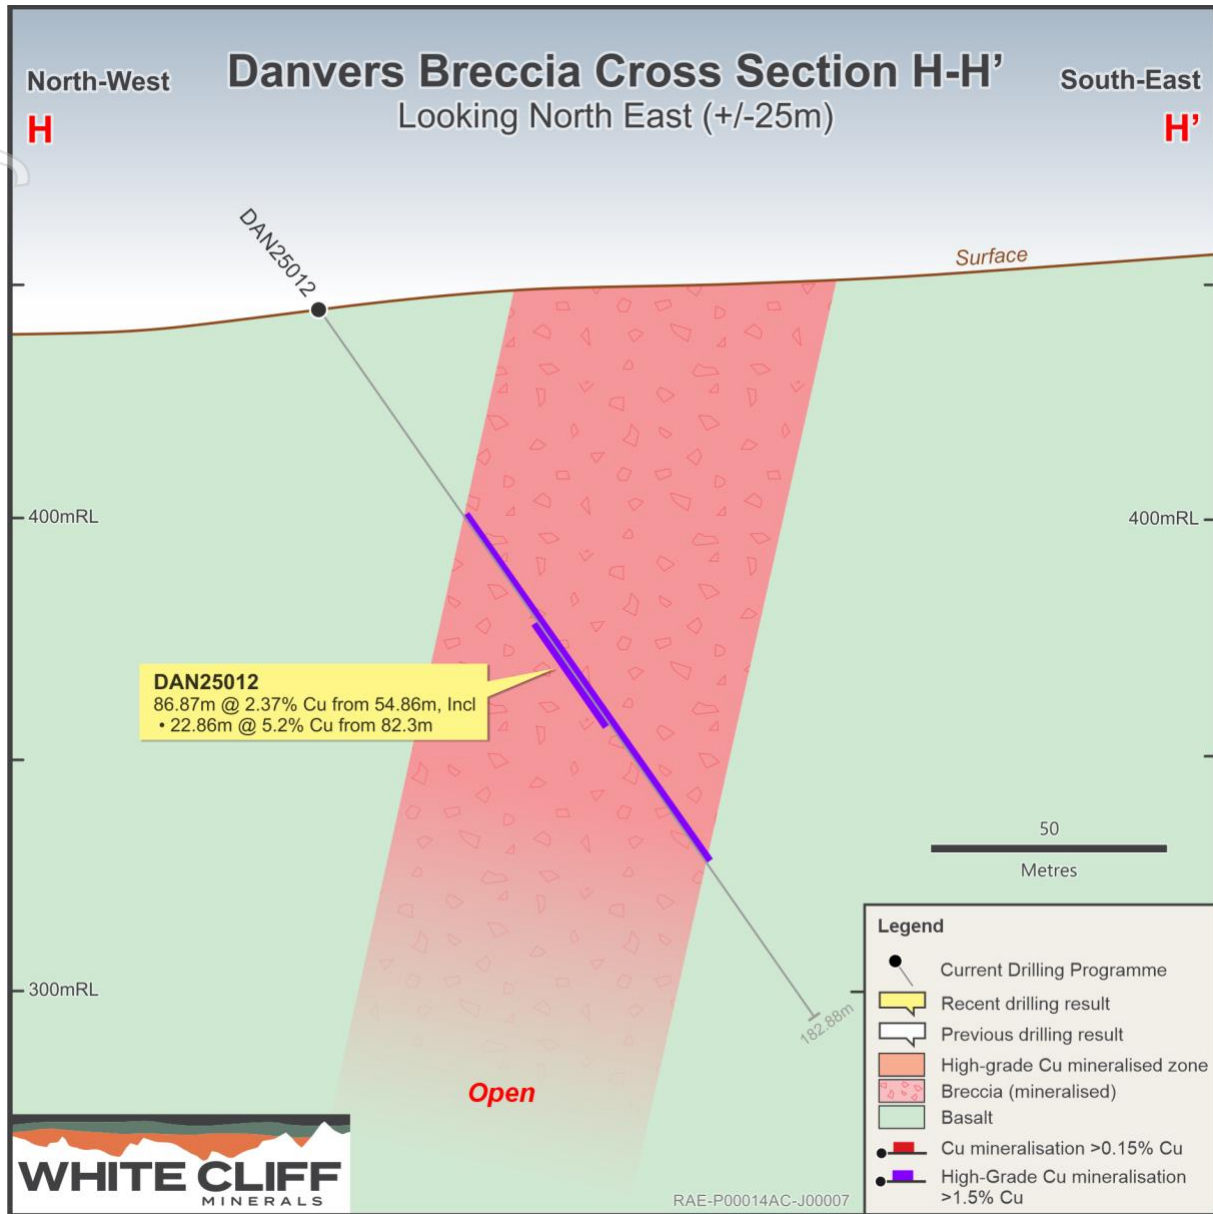 Danvers Breccia Cross Section H-H’
Looking North East (+/-25m)
North-West
H
South-East
H’
DAN25012
Surface
400mRL
400mRL
DAN25012
86.87m @ 2.37% Cu from 54.86m, Incl
• 22.86m @ 5.2% Cu from 82.3m
50
Metres
300mRL
182.88m
Open
Legend
Current Drilling Programme
Recent drilling result
Previous drilling result
High-grade Cu mineralised zone
Breccia (mineralised)
Basalt
Cu mineralisation >0.15% Cu
High-Grade Cu mineralisation
>1.5% Cu
WHITE CLIFF
MINERALS
RAE-P00014AC-J00007